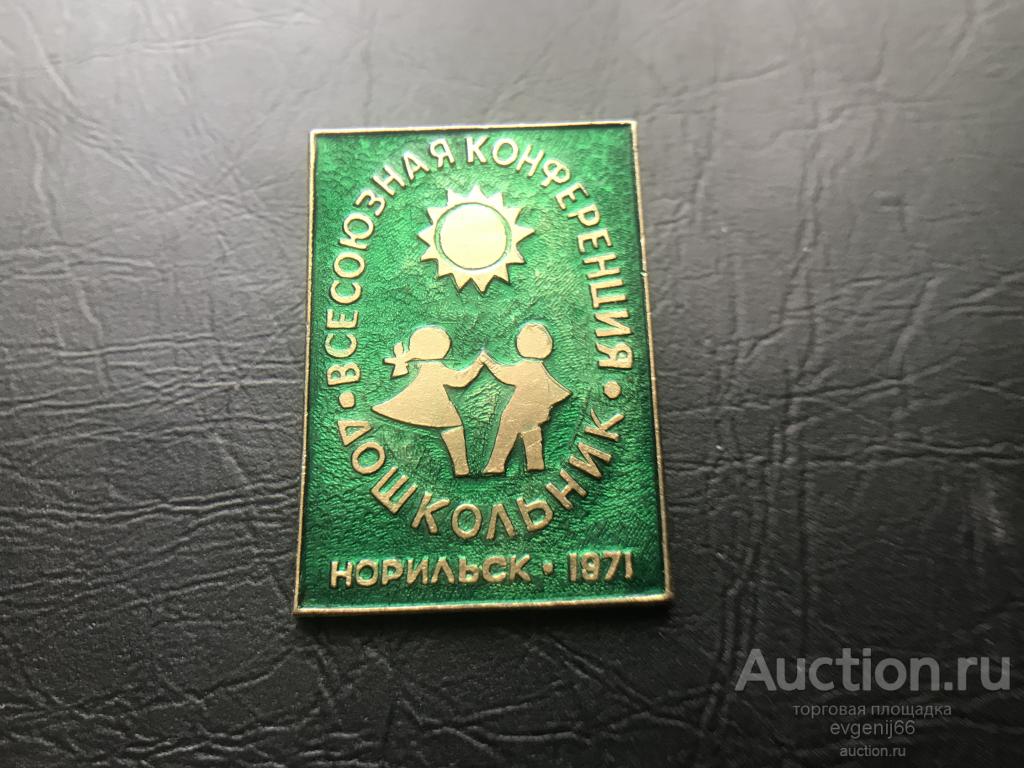 • ВСЕСОЮЗНАЯ КОНФЕРЕНЦИЯ •
ДОШКОЛЬНИК
НОРИЛЬСК • 1971
Auction.ru
торговая площадка
evgenij66
auction.ru